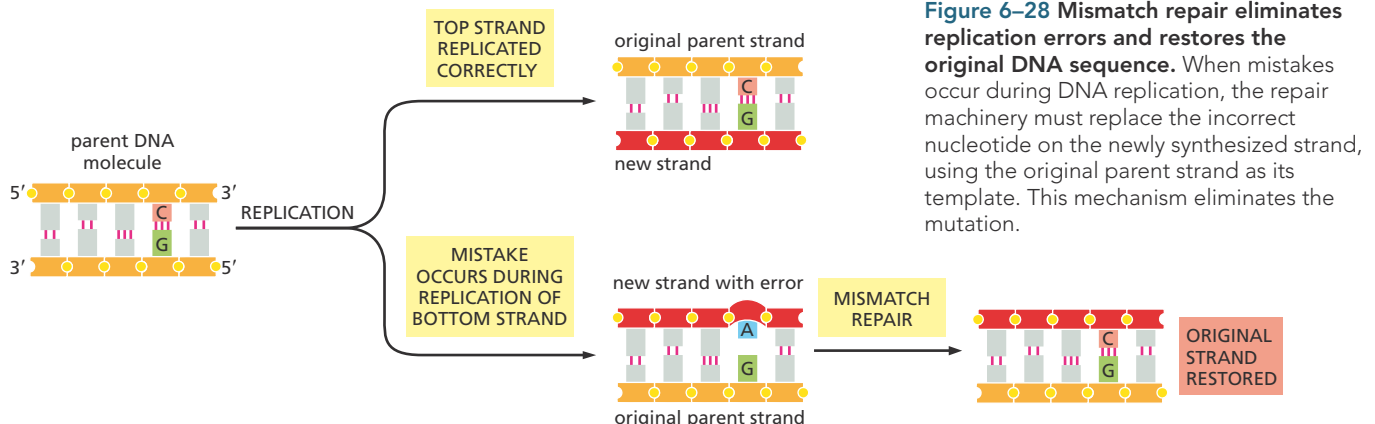 Figure 6–28 Mismatch repair eliminates
replication errors and restores the
original DNA sequence. When mistakes
occur during DNA replication, the repair
machinery must replace the incorrect
nucleotide on the newly synthesized strand,
using the original parent strand as its
template. This mechanism eliminates the
mutation.
parent DNA
molecule
5′
3′
C
G
3′
5′
REPLICATION
TOP STRAND
REPLICATED
CORRECTLY
original parent strand
C
G
new strand
MISTAKE
OCCURS DURING
REPLICATION OF
BOTTOM STRAND
new strand with error
A
G
original parent strand
MISMATCH
REPAIR
C
G
ORIGINAL
STRAND
RESTORED